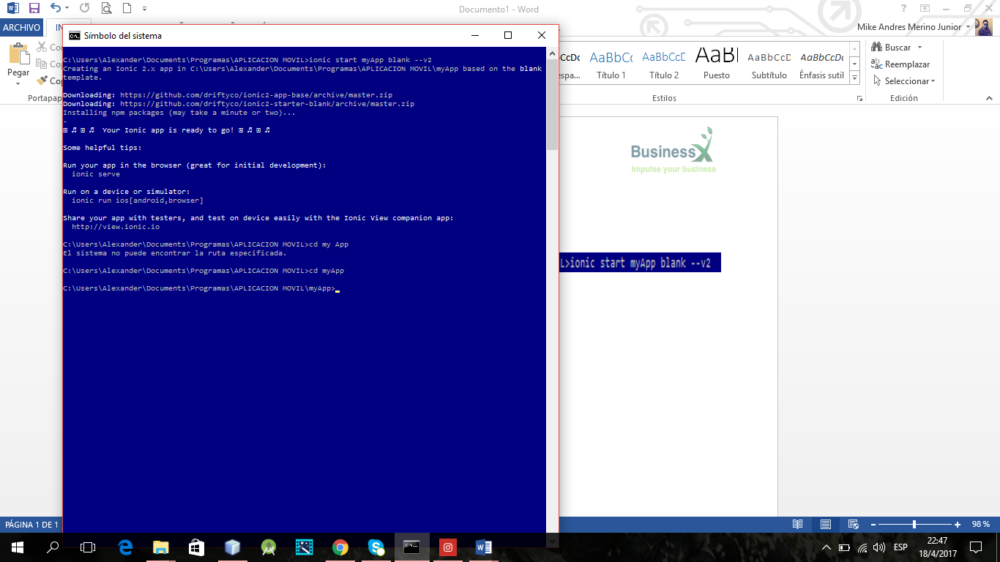 Documento1 - Word
ARCHIVO
Mike Andres Merino Junior
Pegar
Portapap
Símbolo del sistema
C:\Users\Alexander\Documents\Programas\APLICACION MOVIL>ionic start myApp blank --v2
Creating an Ionic 2.x app in C:\Users\Alexander\Documents\Programas\APLICACION MOVIL\myApp based on the blank
template.
Downloading: https://github.com/driftyco/ionic2-app-base/archive/master.zip
Downloading: https://github.com/driftyco/ionic2-starter-blank/archive/master.zip
Installing npm packages (may take a minute or two)...
-
♫ ♫ Your Ionic app is ready to go! ♫ ♫
Some helpful tips:
Run your app in the browser (great for initial development):
ionic serve
Run on a device or simulator:
ionic run ios[android,browser]
Share your app with testers, and test on device easily with the Ionic View companion app:
http://view.ionic.io
C:\Users\Alexander\Documents\Programas\APLICACION MOVIL>cd my App
El sistema no puede encontrar la ruta especificada.
C:\Users\Alexander\Documents\Programas\APLICACION MOVIL>cd myApp
C:\Users\Alexander\Documents\Programas\APLICACION MOVIL\myApp>
AaBbCc AaBbCcD AaB AaBbCcD AaBbCcDc
espa... Título 1 Título 2 Puesto Subtítulo Énfasis sutil
Estilos
Buscar
Reemplazar
Seleccionar
Edición
BusinessX
Impulse your business
L>ionic start myApp blank --v2
PÁGINA 1 DE 1
98 %
ESP
22:47
18/4/2017